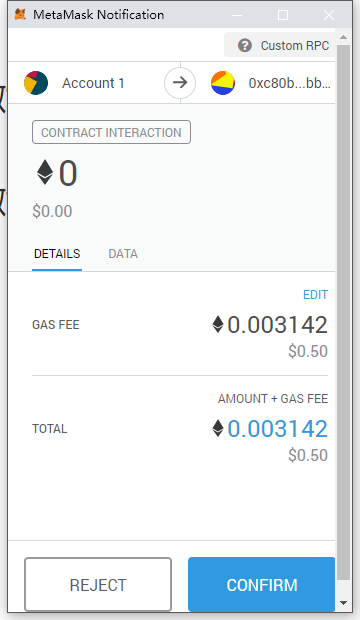 MetaMask Notification
Custom RPC
Account 1
0xc80b...bb...
CONTRACT INTERACTION
0
$0.00
DETAILS
DATA
EDIT
GAS FEE
0.003142
$0.50
AMOUNT + GAS FEE
TOTAL
0.003142
$0.50
REJECT
CONFIRM